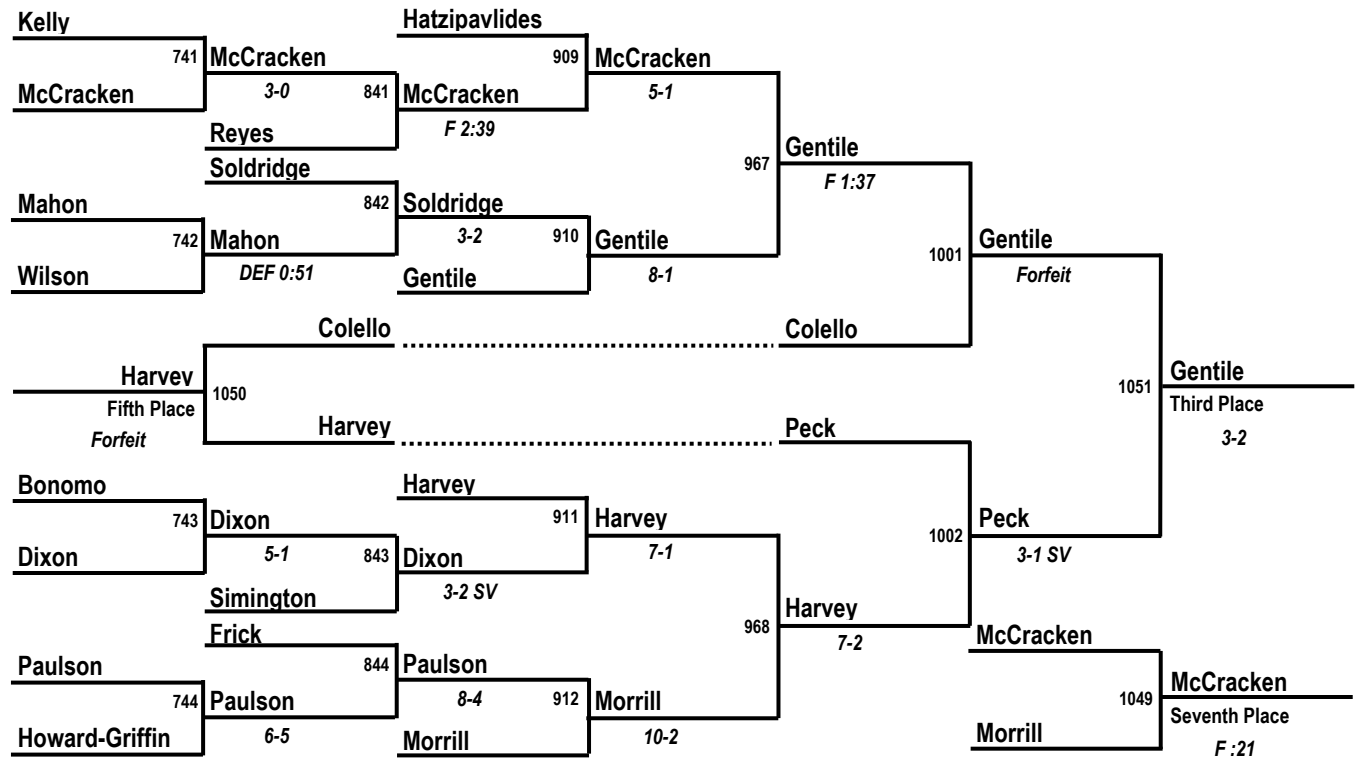 Kelly
Hatzipavlides
741
McCracken
909
McCracken
McCracken
3-0
841
McCracken
5-1
Reyes
F 2:39
Soldridge
967
Gentile
F 1:37
Mahon
842
Soldridge
742
Mahon
3-2
910
Gentile
1001
Gentile
Wilson
DEF 0:51
Gentile
8-1
Forfeit
Colello
Colello
Harvey
1050
1051
Gentile
Fifth Place
Third Place
Forfeit
Harvey
Peck
3-2
Bonomo
Harvey
743
Dixon
911
Harvey
1002
Peck
Dixon
5-1
843
Dixon
7-1
3-1 SV
Simington
3-2 SV
Harvey
Frick
968
7-2
McCracken
Paulson
844
Paulson
744
Paulson
8-4
912
Morrill
1049
McCracken
Howard-Griffin
6-5
Morrill
10-2
Morrill
Seventh Place
F :21